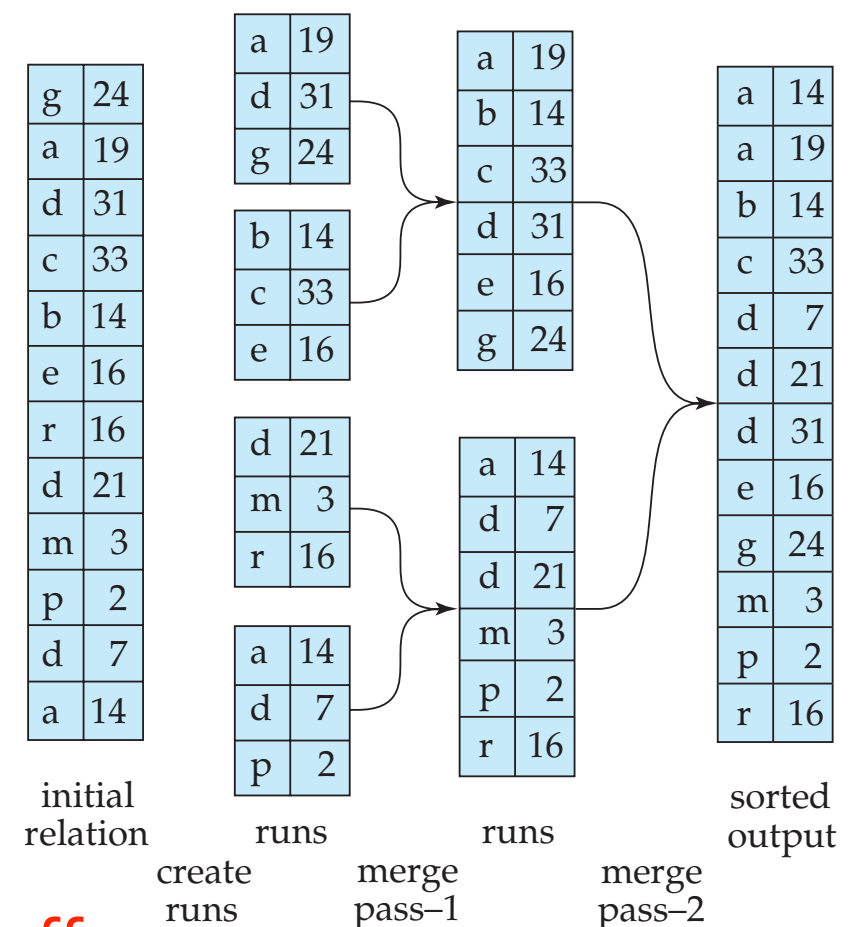 g 24
a 19
d 31
c 33
b 14
e 16
r 16
d 21
m 3
p 2
d 7
a 14
initial
relation
a 19
d 31
g 24
b 14
c 33
e 16
d 21
m 3
r 16
a 14
d 7
p 2
runs
a 19
b 14
c 33
d 31
e 16
g 24
a 14
d 7
d 21
m 3
p 2
r 16
runs
a 14
a 19
b 14
c 33
d 7
d 21
d 31
e 16
g 24
m 3
p 2
r 16
sorted
output
create
runs
merge
pass–1
merge
pass–2